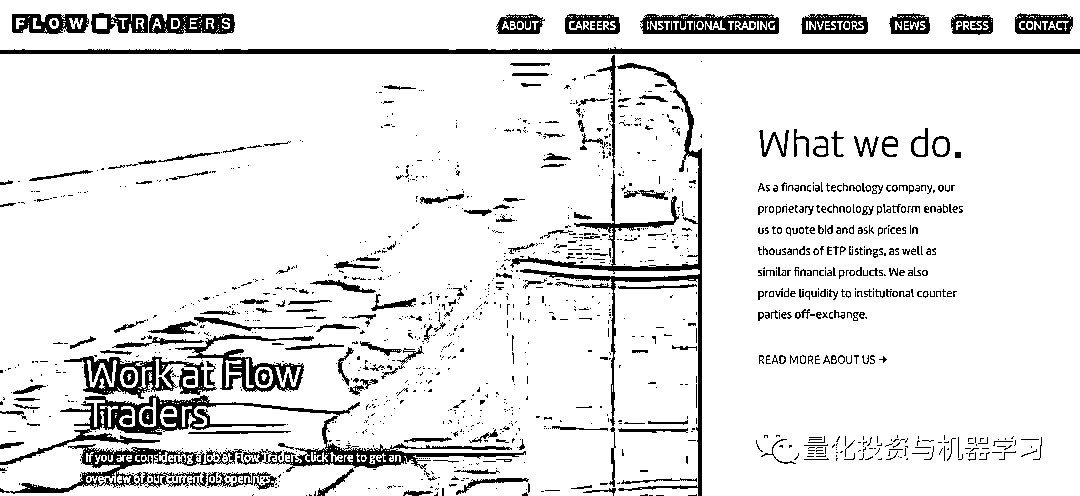 FLOW TRADERS
ABOUT CAREERS INSTITUTIONAL TRADING INVESTORS NEWS PRESS CONTACT
What we do.
As a financial technology company, our
proprietary technology platform enables
us to quote bid and ask prices in
thousands of ETP listings, as well as
similar financial products. We also
provide liquidity to institutional counter
parties off-exchange.
READ MORE ABOUT US →
Work at Flow
Traders
If you are considering a job at Flow Traders, click here to get an
overview of our current job openings.
量化投资与机器学习